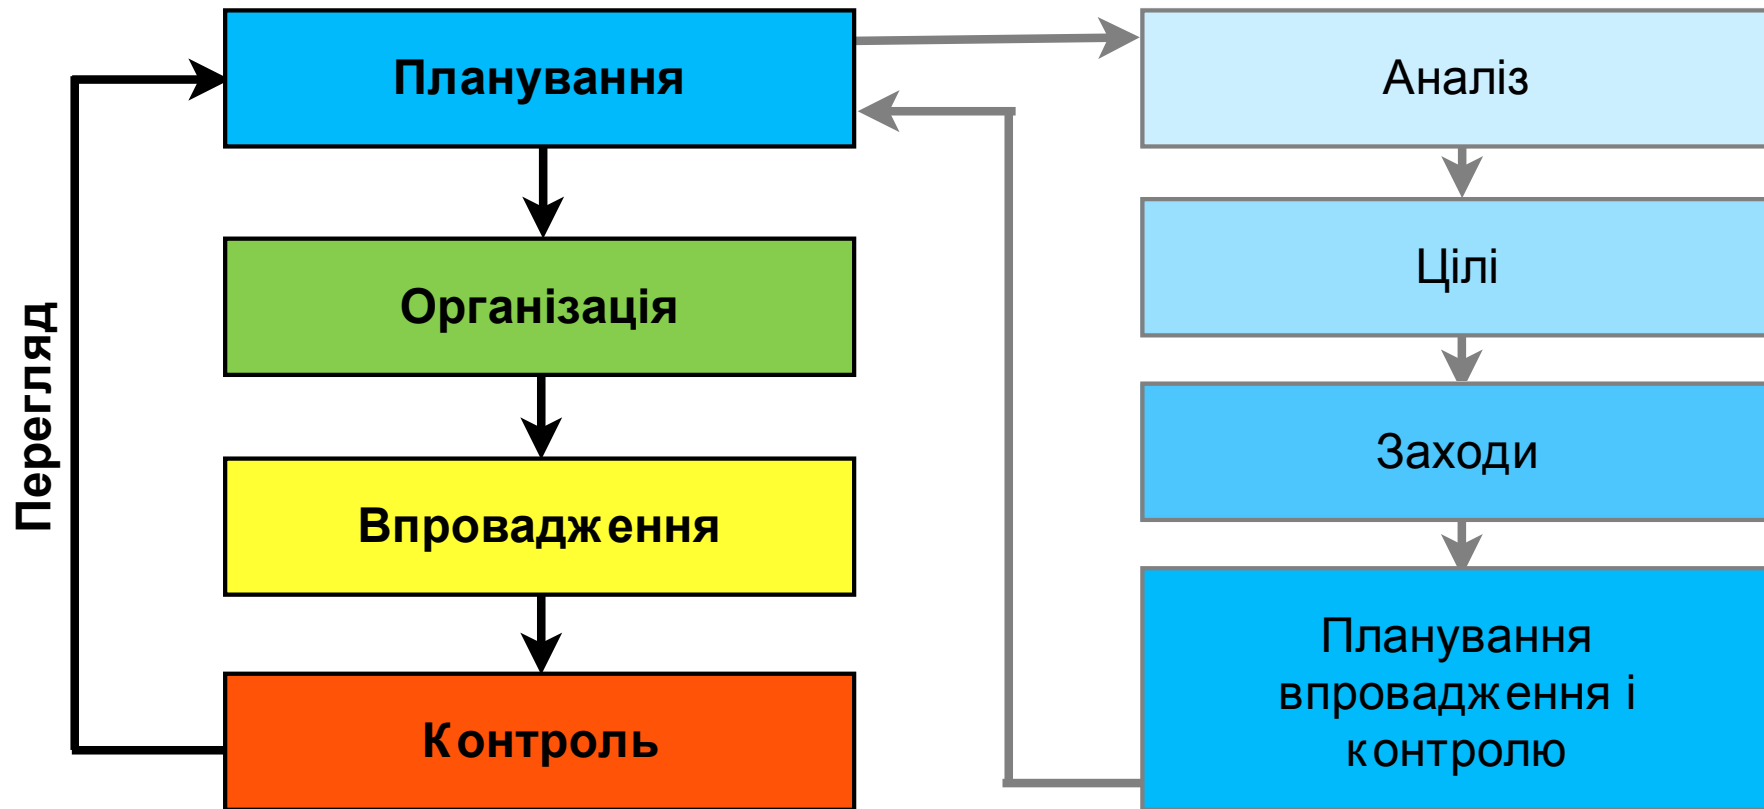 Перегляд
Планування
Організація
Впровадження
Контроль
Аналіз
Цілі
Заходи
Планування
впровадження і
контролю